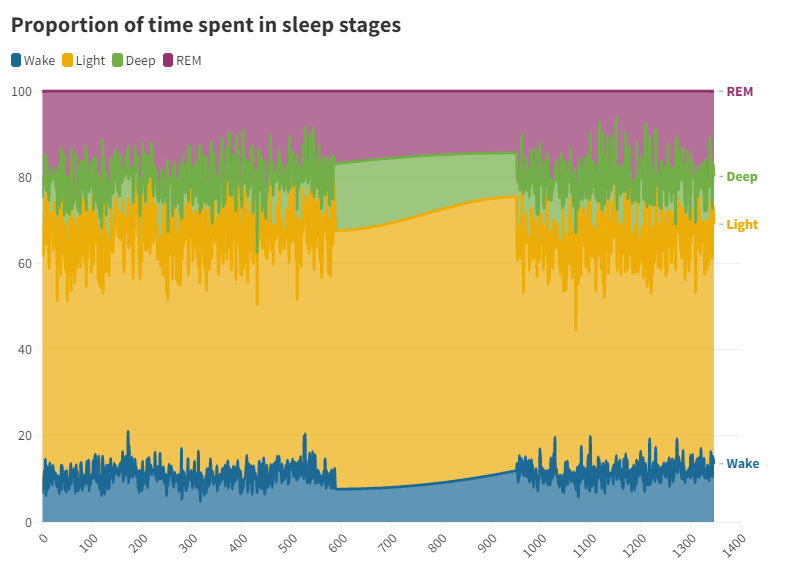 Proportion of time spent in sleep stages
Wake Light Deep REM
100
80
60
40
20
0
REM
Deep
Light
Wake
0 100 200 300 400 500 600 700 800 900 1000 1100 1200 1300 1400